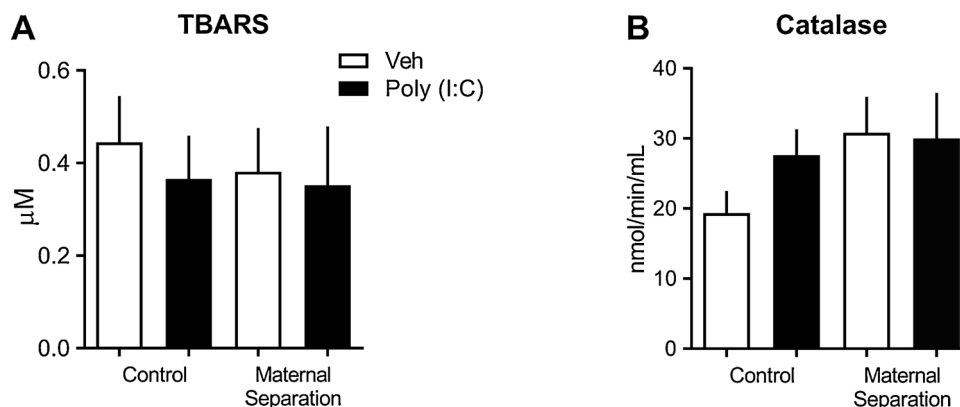 A
TBARS
Veh
Poly (I:C)
0.6
0.4
0.2
0.0
μM
Control
Maternal
Separation
B
Catalase
40
30
20
10
0
nmol/min/mL
Control
Maternal
Separation